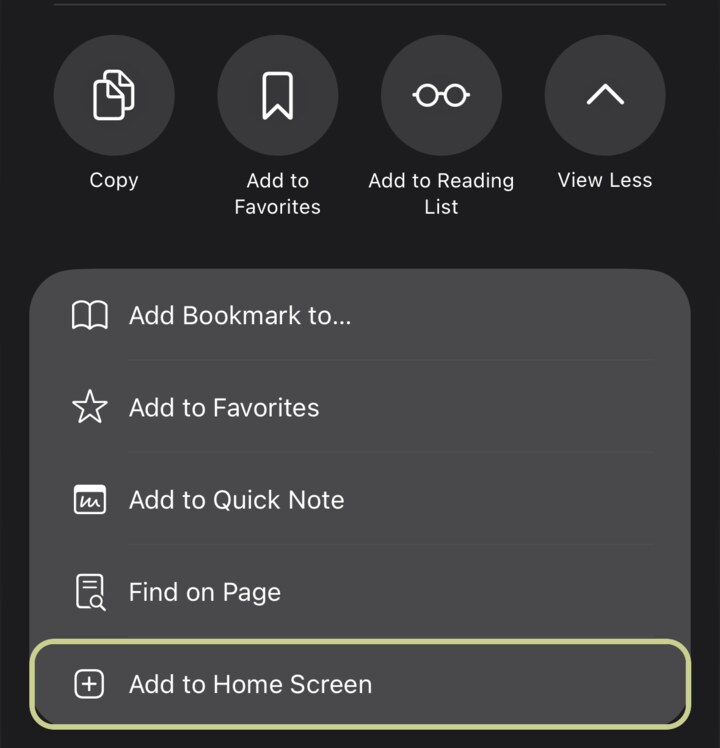 Copy
Add to
Favorites
Add to Reading
List
View Less
Add Bookmark to...
Add to Favorites
Add to Quick Note
Find on Page
Add to Home Screen